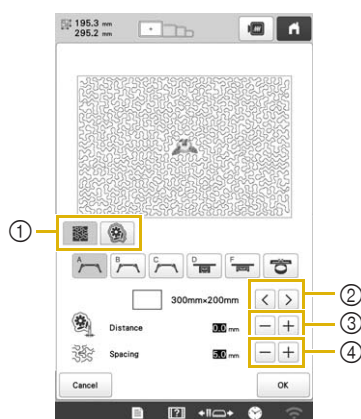 195.3 mm
295.2 mm
①
A B C D F
300mm×200mm
②
Distance 0.0 mm
③
Spacing 5.0 mm
④
Cancel OK